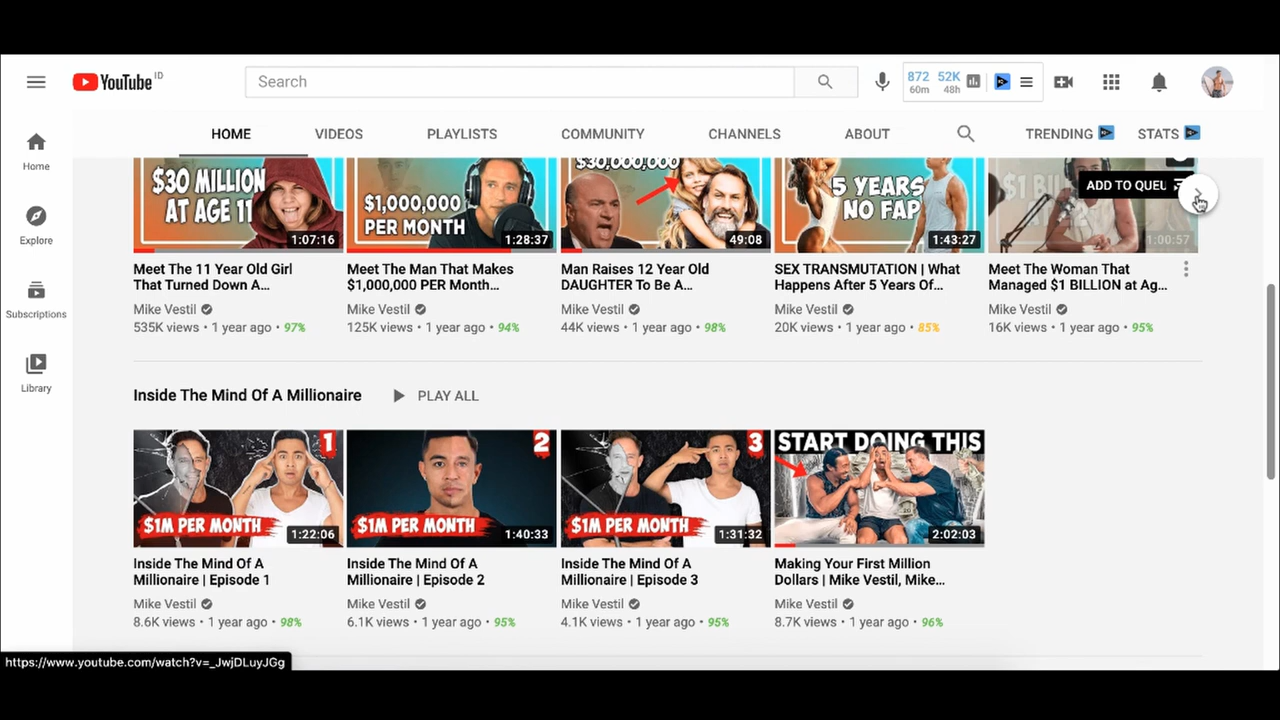 YouTube ID
Search
872 52K
60m 48h
HOME VIDEOS PLAYLISTS COMMUNITY CHANNELS ABOUT TRENDING STATS
Home
Explore
Subscriptions
Library
$30 MILLION
AT AGE 11
1:07:16
$1,000,000
PER MONTH
1:28:37
$30,000,000
49:08
5 YEARS
NO FAP
1:43:27
$1 BILL
ADD TO QUEU
1:00:57
Meet The 11 Year Old Girl
That Turned Down A...
Mike Vestil
535K views • 1 year ago • 97%
Meet The Man That Makes
$1,000,000 PER Month...
Mike Vestil
125K views • 1 year ago • 94%
Man Raises 12 Year Old
DAUGHTER To Be A...
Mike Vestil
44K views • 1 year ago • 98%
SEX TRANSMUTATION | What
Happens After 5 Years Of...
Mike Vestil
20K views • 1 year ago • 85%
Meet The Woman That
Managed $1 BILLION at Ag...
Mike Vestil
16K views • 1 year ago • 95%
Inside The Mind Of A Millionaire PLAY ALL
1
$1M PER MONTH
1:22:06
2
$1M PER MONTH
1:40:33
3
$1M PER MONTH
1:31:32
START DOING THIS
2:02:03
Inside The Mind Of A
Millionaire | Episode 1
Mike Vestil
8.6K views • 1 year ago • 98%
Inside The Mind Of A
Millionaire | Episode 2
Mike Vestil
6.1K views • 1 year ago • 95%
Inside The Mind Of A
Millionaire | Episode 3
Mike Vestil
4.1K views • 1 year ago • 95%
Making Your First Million
Dollars | Mike Vestil, Mike...
Mike Vestil
8.7K views • 1 year ago • 96%
https://www.youtube.com/watch?v=_JwjDLuyJGg